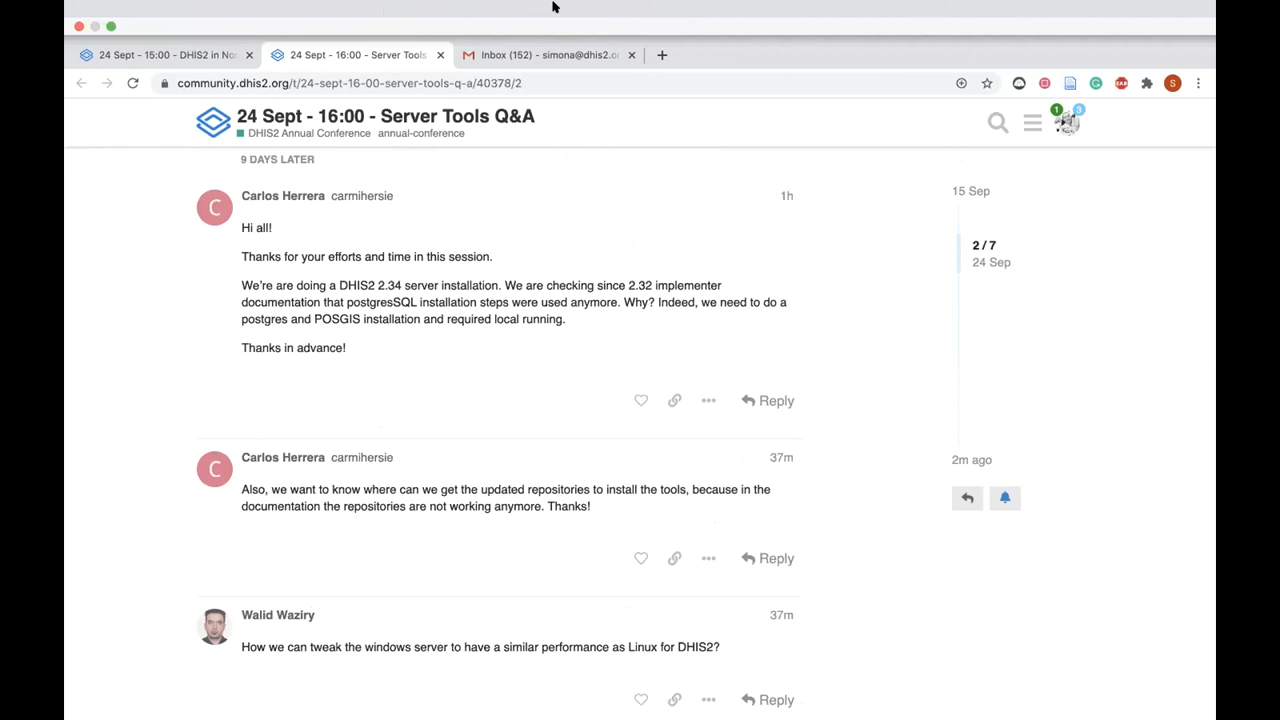 24 Sept - 15:00 - DHIS2 in No
24 Sept - 16:00 - Server Tools
Inbox (152) - simona@dhis2.o
community.dhis2.org/t/24-sept-16-00-server-tools-q-a/40378/2
S
24 Sept - 16:00 - Server Tools Q&A
DHIS2 Annual Conference annual-conference
1
3
9 DAYS LATER
C
Carlos Herrera carmihersie
1h
Hi all!
Thanks for your efforts and time in this session.
We're are doing a DHIS2 2.34 server installation. We are checking since 2.32 implementer
documentation that postgresSQL installation steps were used anymore. Why? Indeed, we need to do a
postgres and POSGIS installation and required local running.
Thanks in advance!
Reply
C
Carlos Herrera carmihersie
37m
Also, we want to know where can we get the updated repositories to install the tools, because in the
documentation the repositories are not working anymore. Thanks!
Reply
Walid Waziry
37m
How we can tweak the windows server to have a similar performance as Linux for DHIS2?
Reply
15 Sep
2 / 7
24 Sep
2m ago